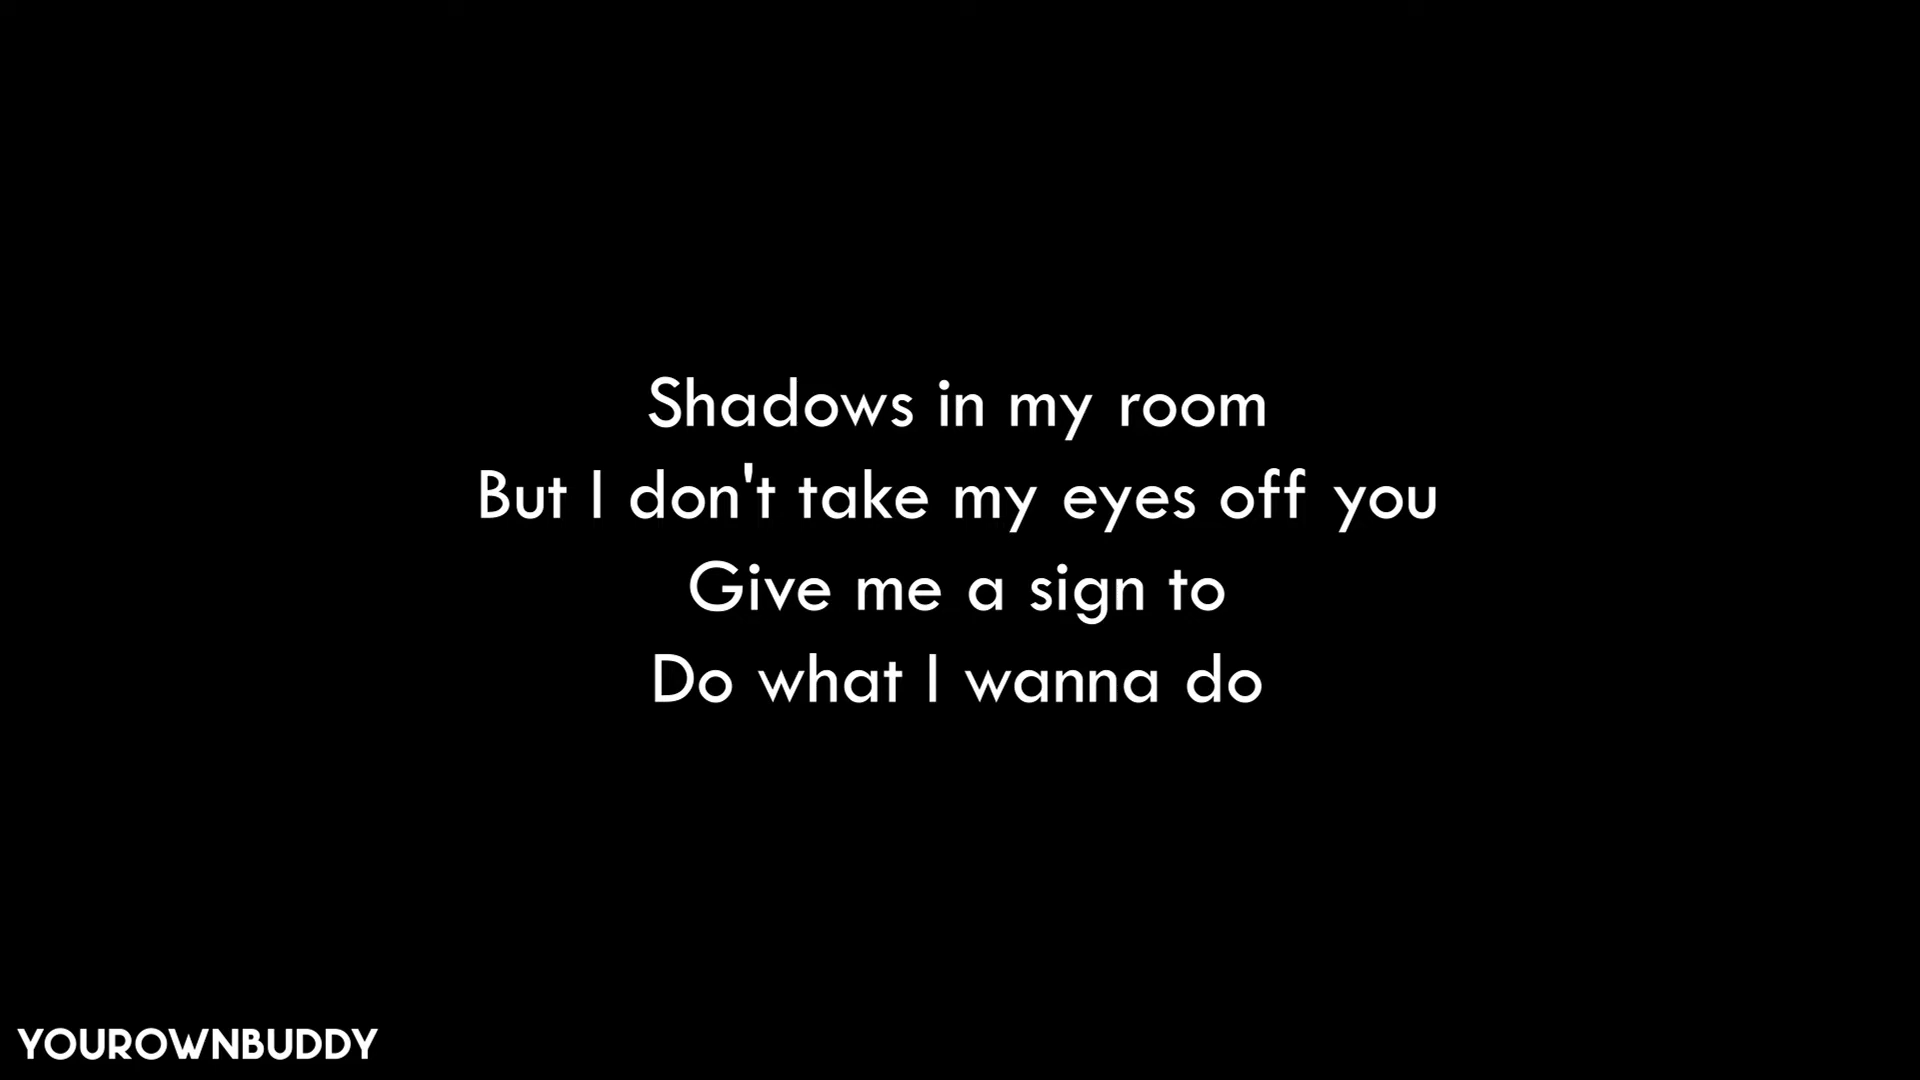 Shadows in my room
But I don't take my eyes off you
Give me a sign to
Do what I wanna do
YOUROWNBUDDY